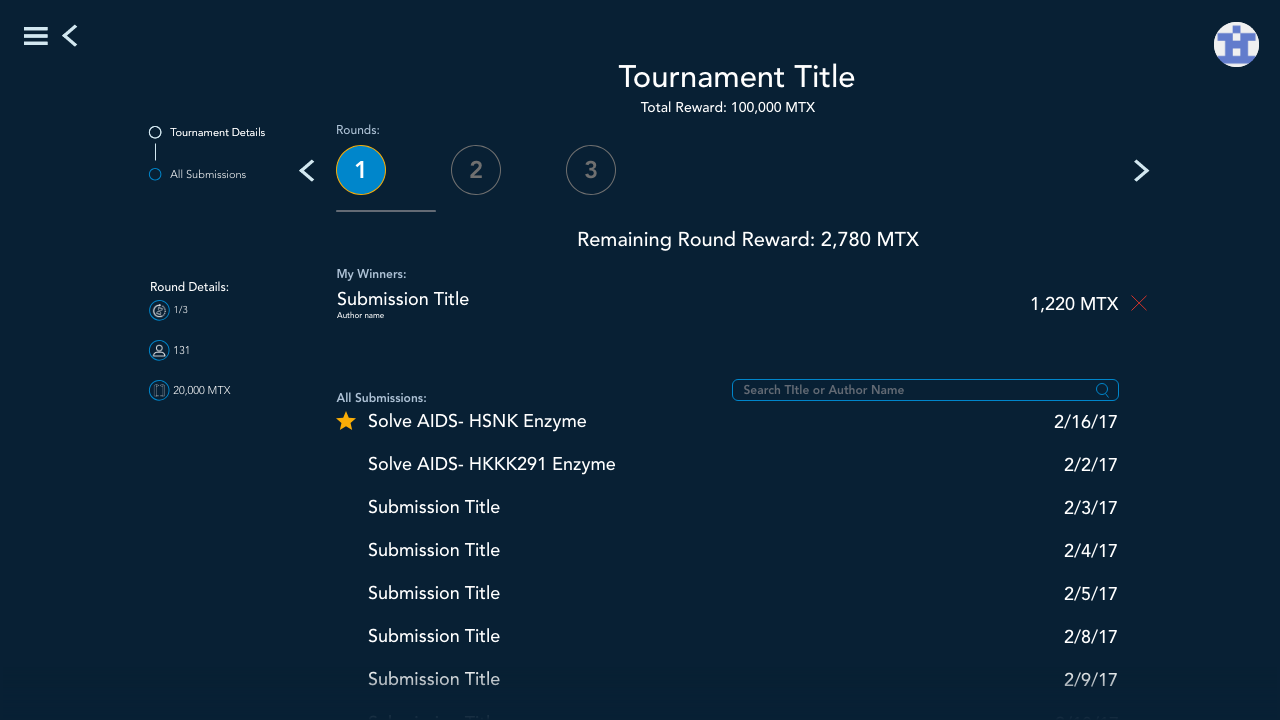 Tournament Title
Total Reward: 100,000 MTX
Tournament Details
All Submissions
Rounds:
1 2 3
Remaining Round Reward: 2,780 MTX
Round Details:
1/3
131
20,000 MTX
My Winners:
Submission Title 1,220 MTX
Author name
Search TItle or Author Name
All Submissions:
Solve AIDS- HSNK Enzyme 2/16/17
Solve AIDS- HKKK291 Enzyme 2/2/17
Submission Title 2/3/17
Submission Title 2/4/17
Submission Title 2/5/17
Submission Title 2/8/17
Submission Title 2/9/17